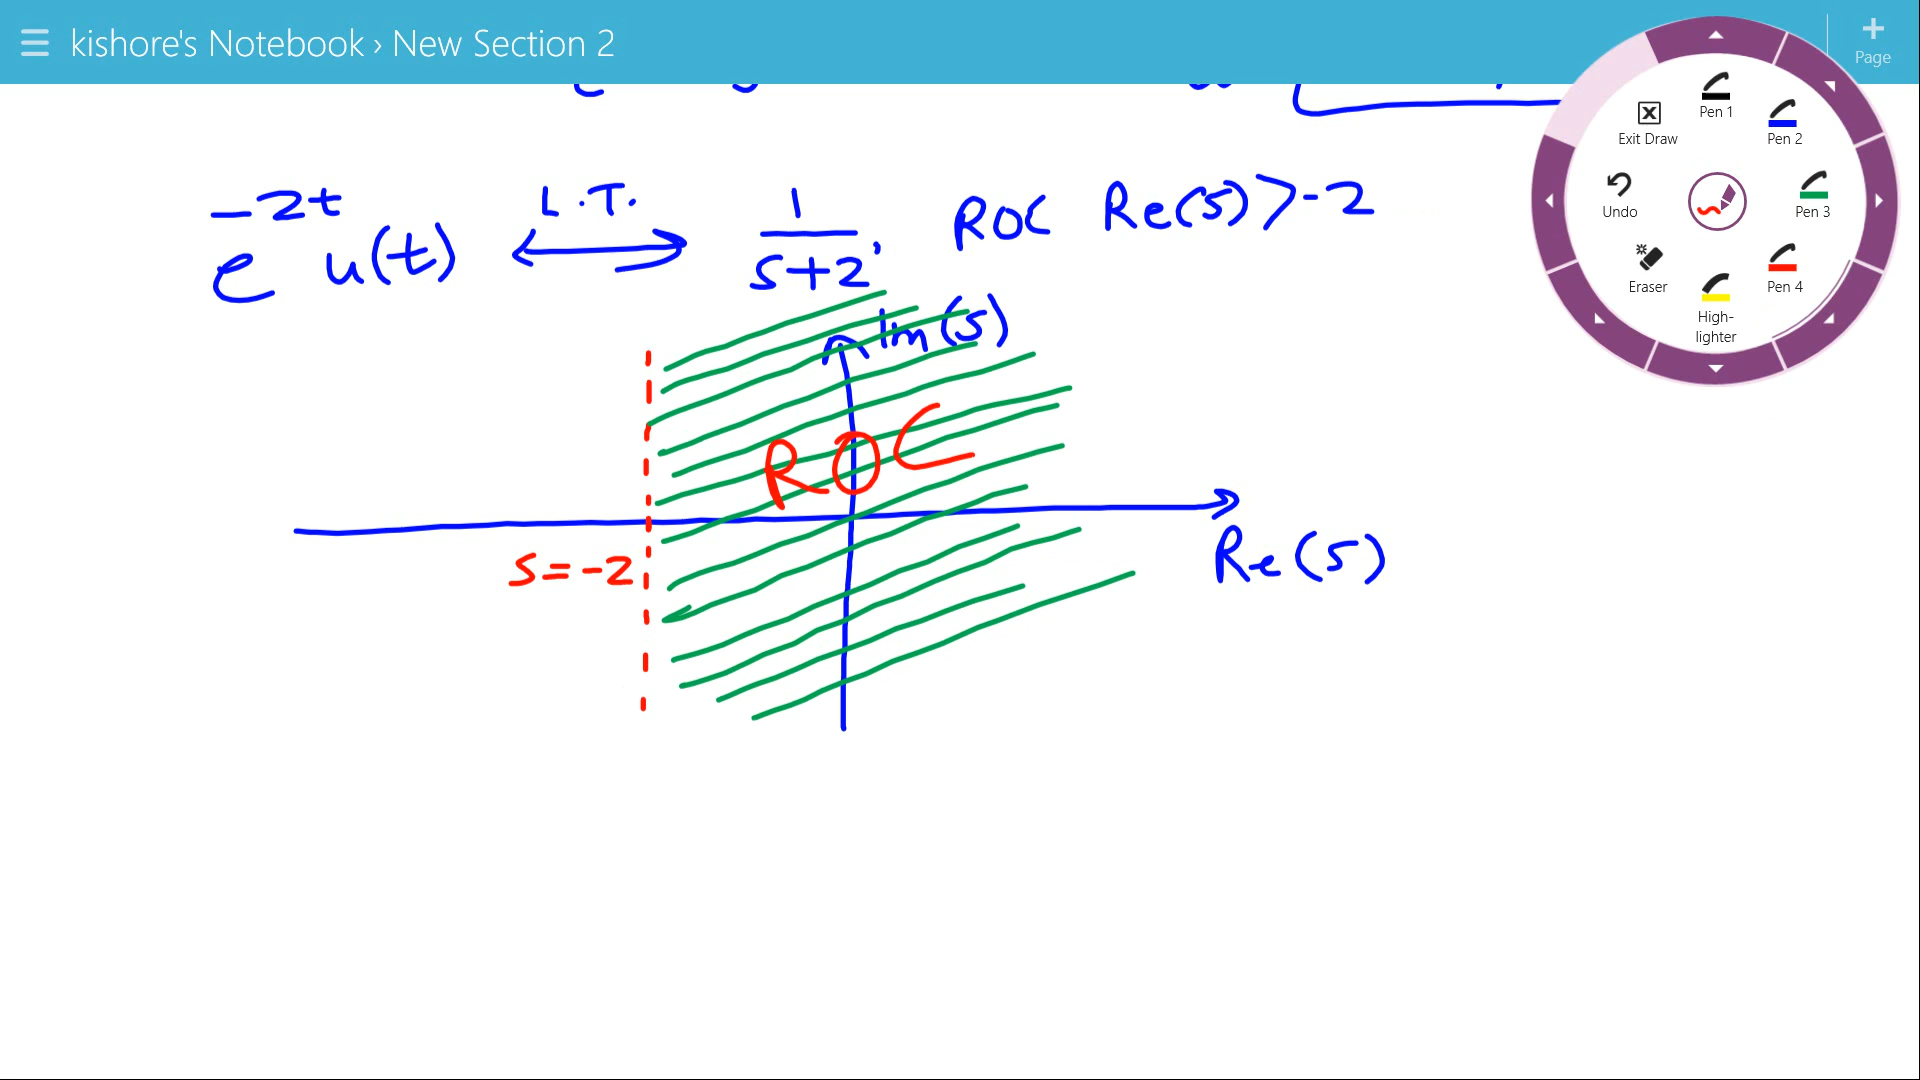 kishore's Notebook › New Section 2
Page
Pen 1
Pen 2
Exit Draw
Undo
Pen 3
Eraser
Pen 4
High-
lighter
e^{-2t} u(t) ⟷ L.T. 1/(s+2), ROC Re(s)>-2
Im(s)
ROC
s=-2
Re(s)